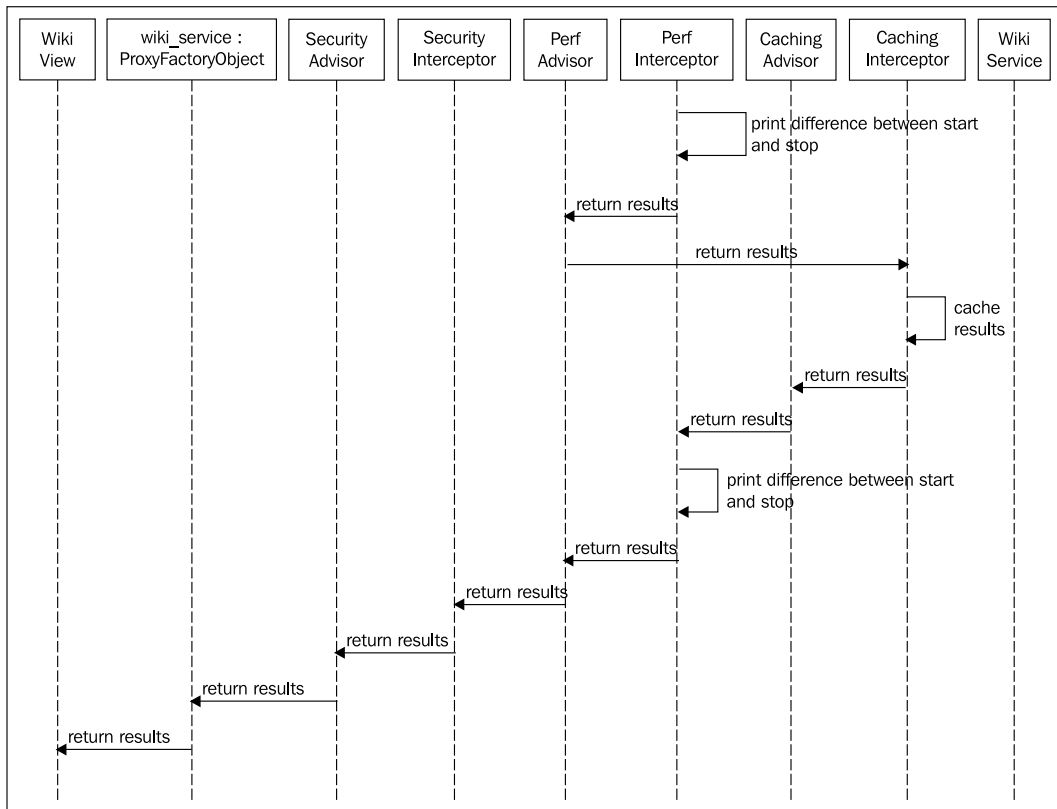 Wiki
View
wiki_service :
ProxyFactoryObject
Security
Advisor
Security
Interceptor
Perf
Advisor
Perf
Interceptor
Caching
Advisor
Caching
Interceptor
Wiki
Service
print difference between start
and stop
return results
return results
cache
results
return results
return results
print difference between start
and stop
return results
return results
return results
return results
return results